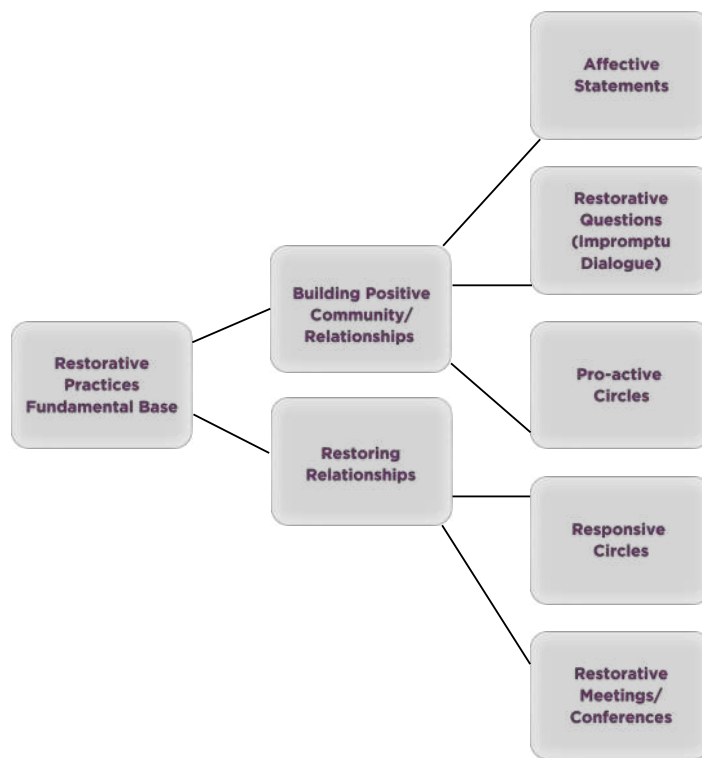 Restorative
Practices
Fundamental Base
Building Positive
Community/
Relationships
Restoring
Relationships
Affective
Statements
Restorative
Questions
(Impromptu
Dialogue)
Pro-active
Circles
Responsive
Circles
Restorative
Meetings/
Conferences